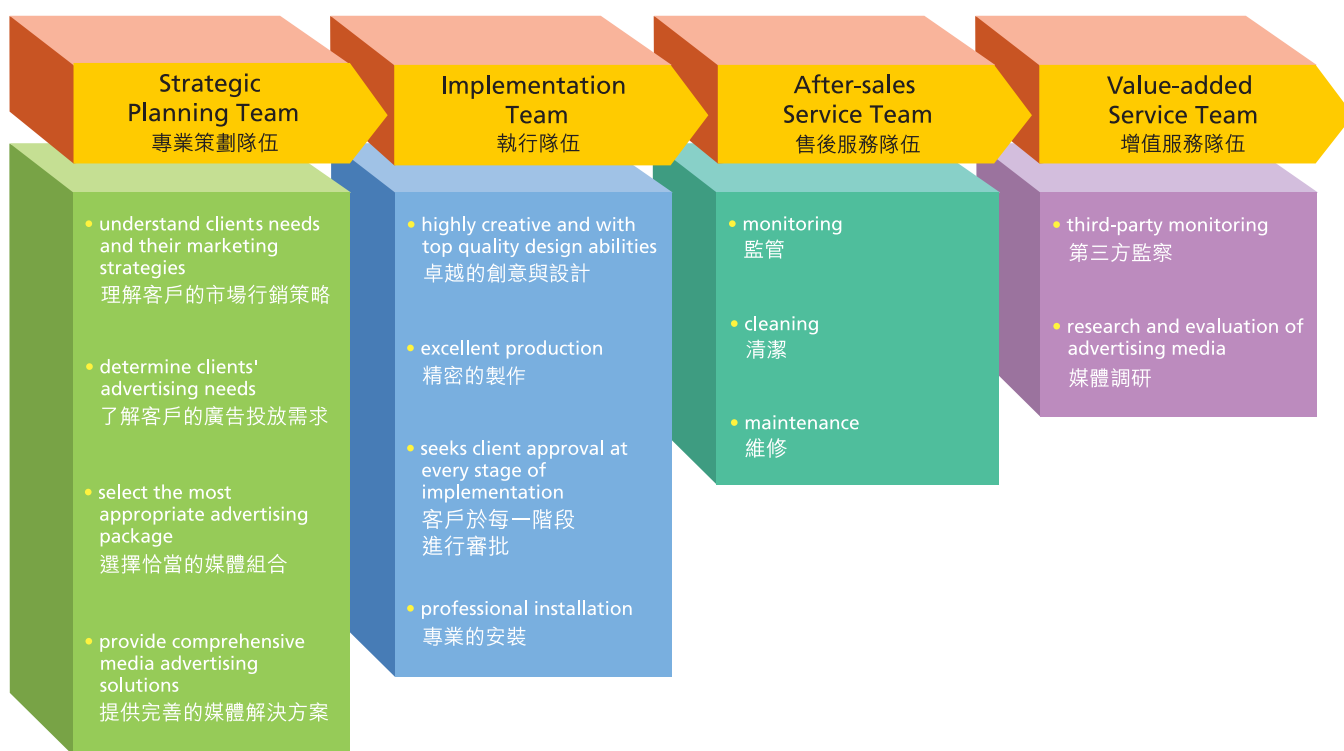 Strategic
Planning Team
專業策劃隊伍
• understand clients needs
and their marketing
strategies
理解客戶的市場行銷策略
• determine clients'
advertising needs
了解客戶的廣告投放需求
• select the most
appropriate advertising
package
選擇恰當的媒體組合
• provide comprehensive
media advertising
solutions
提供完善的媒體解決方案
Implementation
Team
執行隊伍
• highly creative and with
top quality design abilities
卓越的創意與設計
• excellent production
精密的製作
• seeks client approval at
every stage of
implementation
客戶於每一階段
進行審批
• professional installation
專業的安裝
After-sales
Service Team
售後服務隊伍
• monitoring
監管
• cleaning
清潔
• maintenance
維修
Value-added
Service Team
增值服務隊伍
• third-party monitoring
第三方監察
• research and evaluation of
advertising media
媒體調研